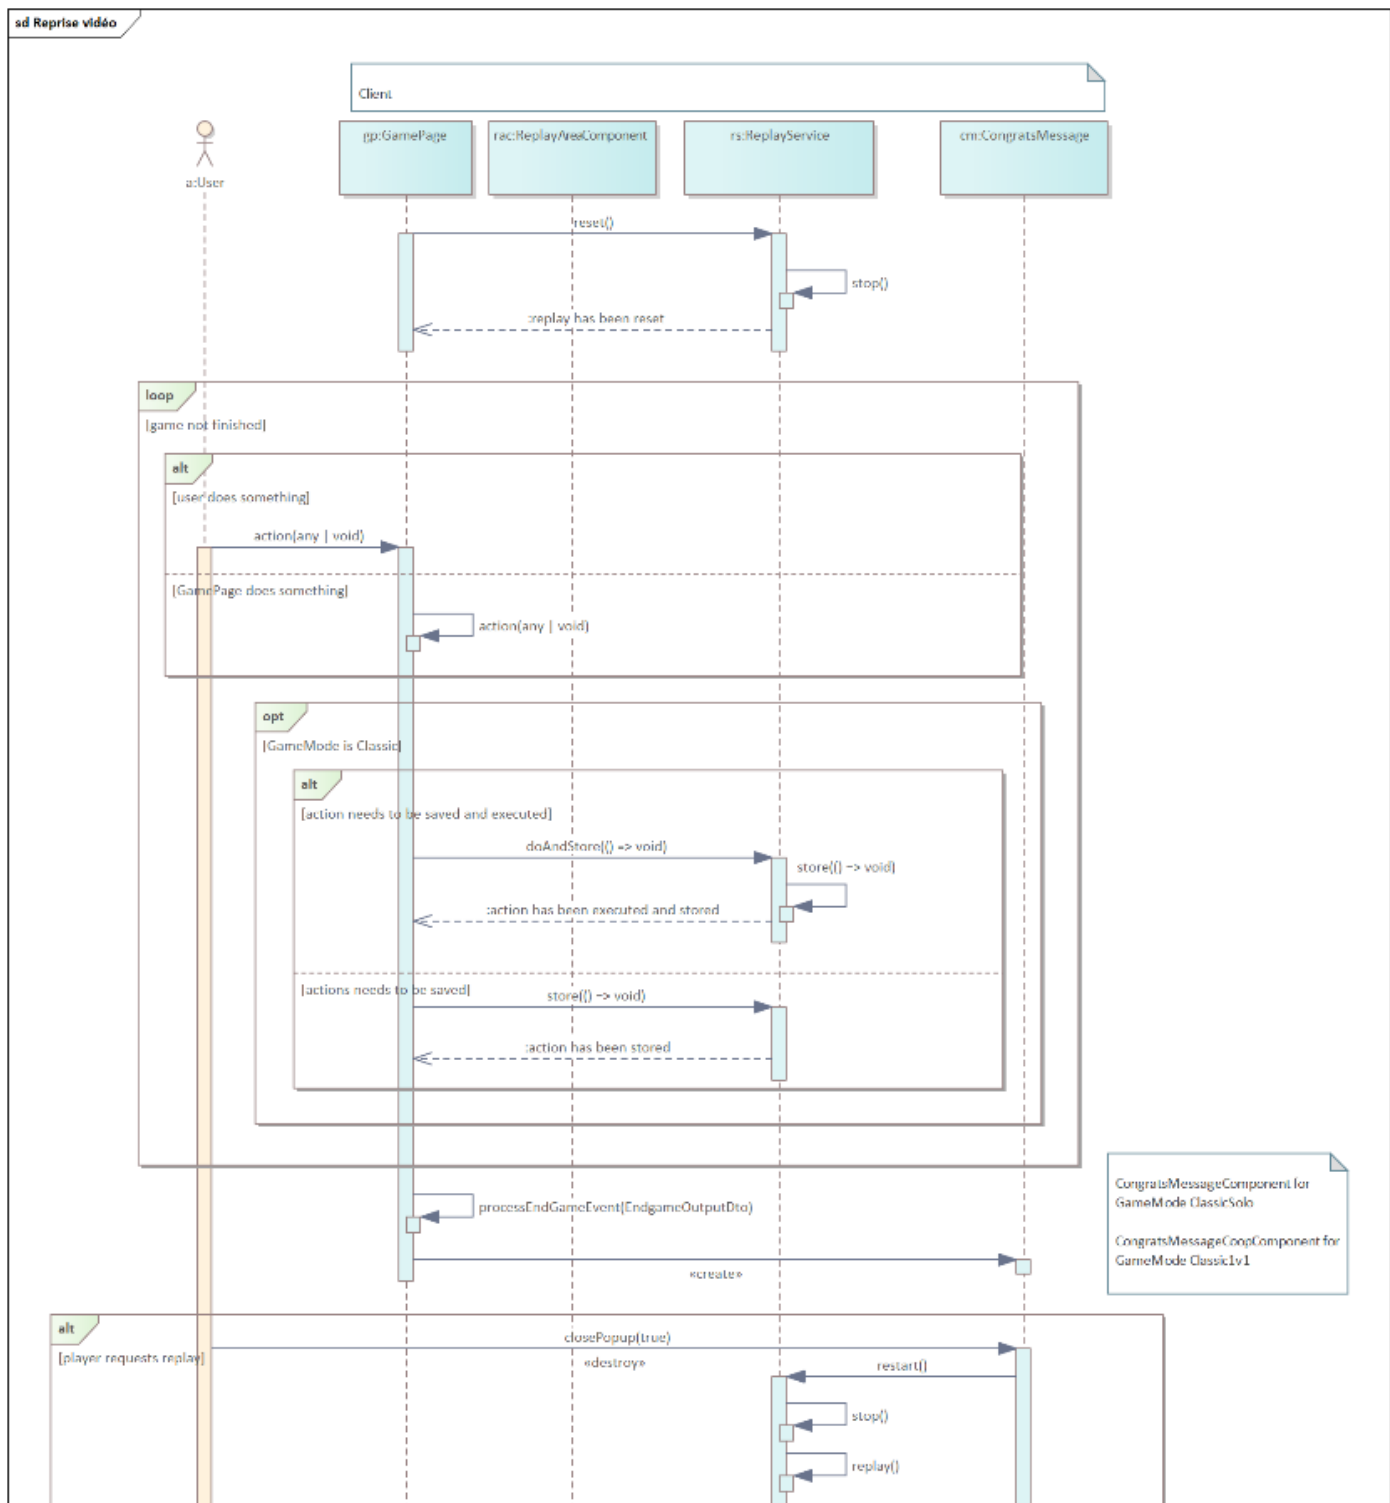 sd Reprise vidéo
Client
gp:GamePage
rac:ReplayAreaComponent
rs:ReplayService
cm:CongratsMessage
a:User
reset()
stop()
:replay has been reset
loop
[game not finished]
alt
[user does something]
action(any | void)
[GamePage does something]
action(any | void)
opt
[GameMode is Classic]
alt
[action needs to be saved and executed]
doAndStore(() => void)
store(() => void)
:action has been executed and stored
[actions needs to be saved]
store(() => void)
:action has been stored
processEndGameEvent(EndgameOutputDto)
CongratsMessageComponent for
GameMode ClassicSolo
CongratsMessageCoopComponent for
GameMode Classic1v1
«create»
alt
[player requests replay]
closePopup(true)
«destroy»
restart()
stop()
replay()